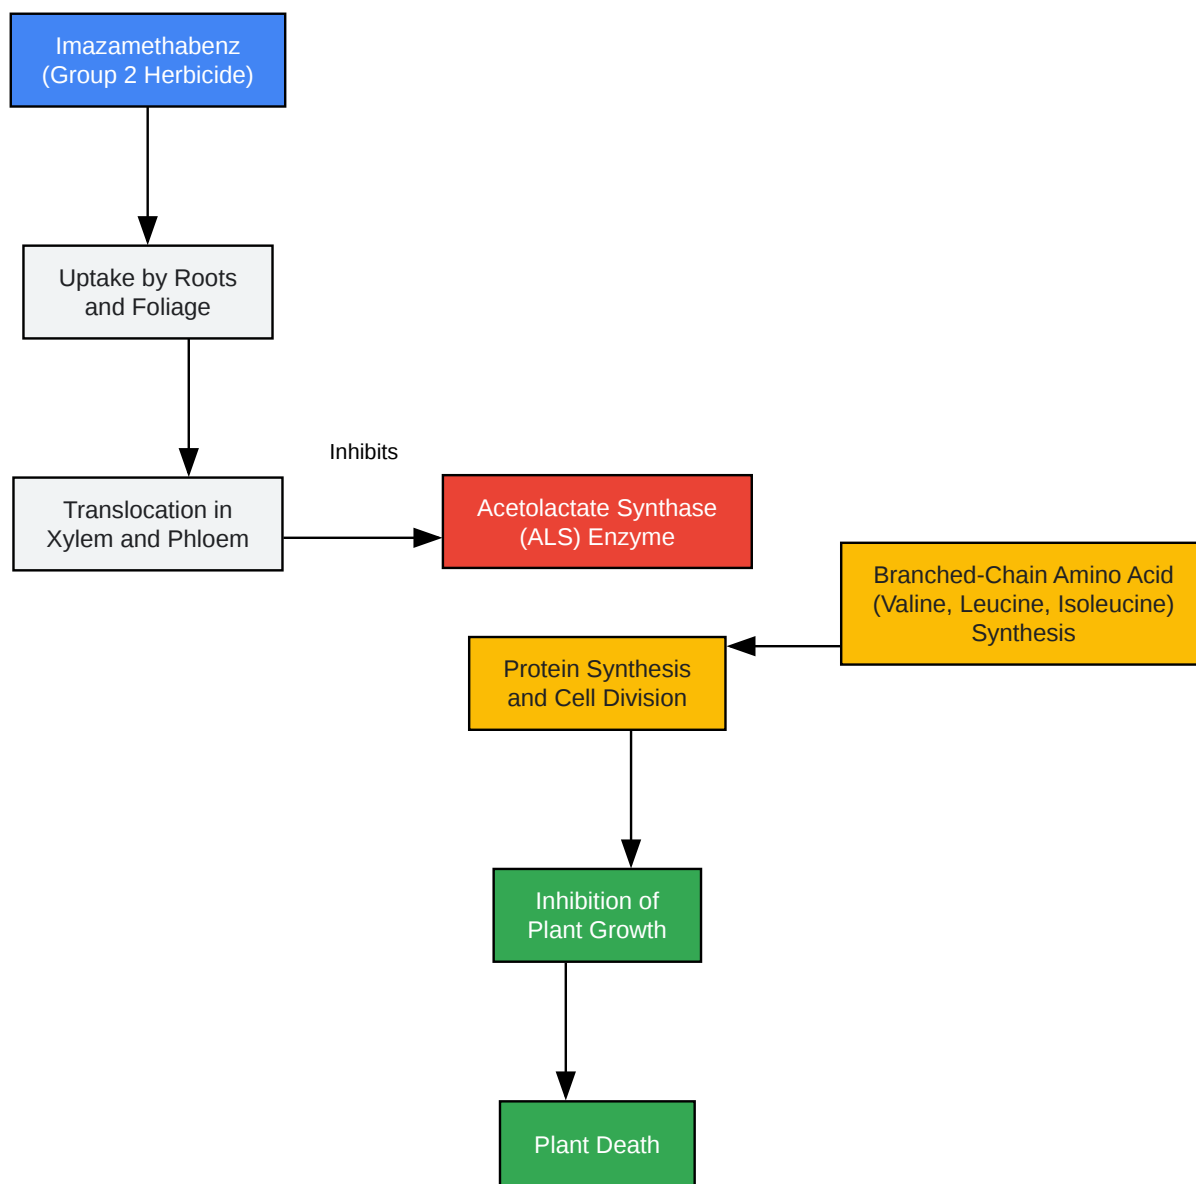 Imazamethabenz
(Group 2 Herbicide)
Uptake by Roots
and Foliage
Inhibits
Translocation in
Xylem and Phloem
Acetolactate Synthase
(ALS) Enzyme
Branched-Chain Amino Acid
(Valine, Leucine, Isoleucine)
Synthesis
Protein Synthesis
and Cell Division
Inhibition of
Plant Growth
Plant Death